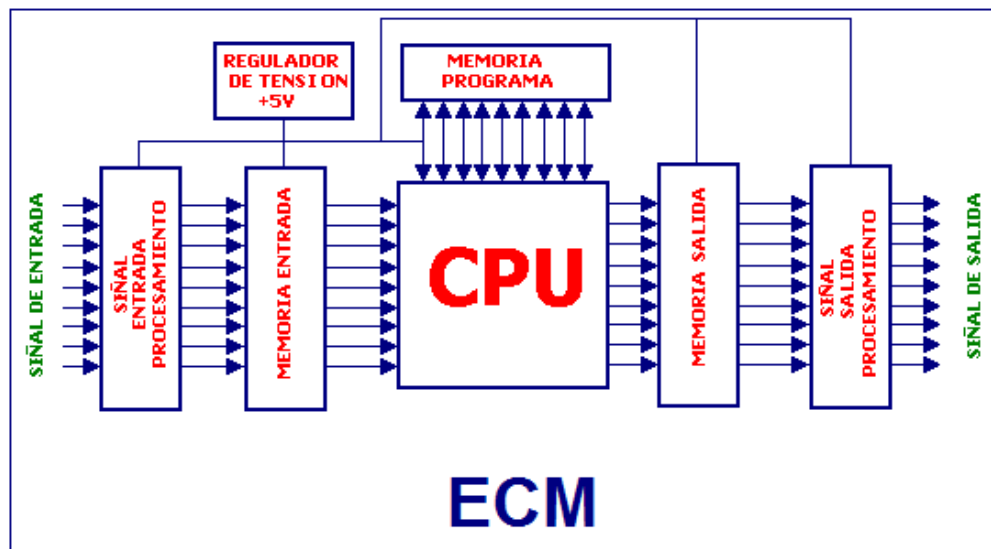 REGULADOR
DE TENSION
+5V
MEMORIA
PROGRAMA
SIÑAL DE ENTRADA
SIÑAL
ENTRADA
PROCESAMIENTO
MEMORIA ENTRADA
CPU
MEMORIA SALIDA
SIÑAL
SALIDA
PROCESAMIENTO
SIÑAL DE SALIDA
ECM